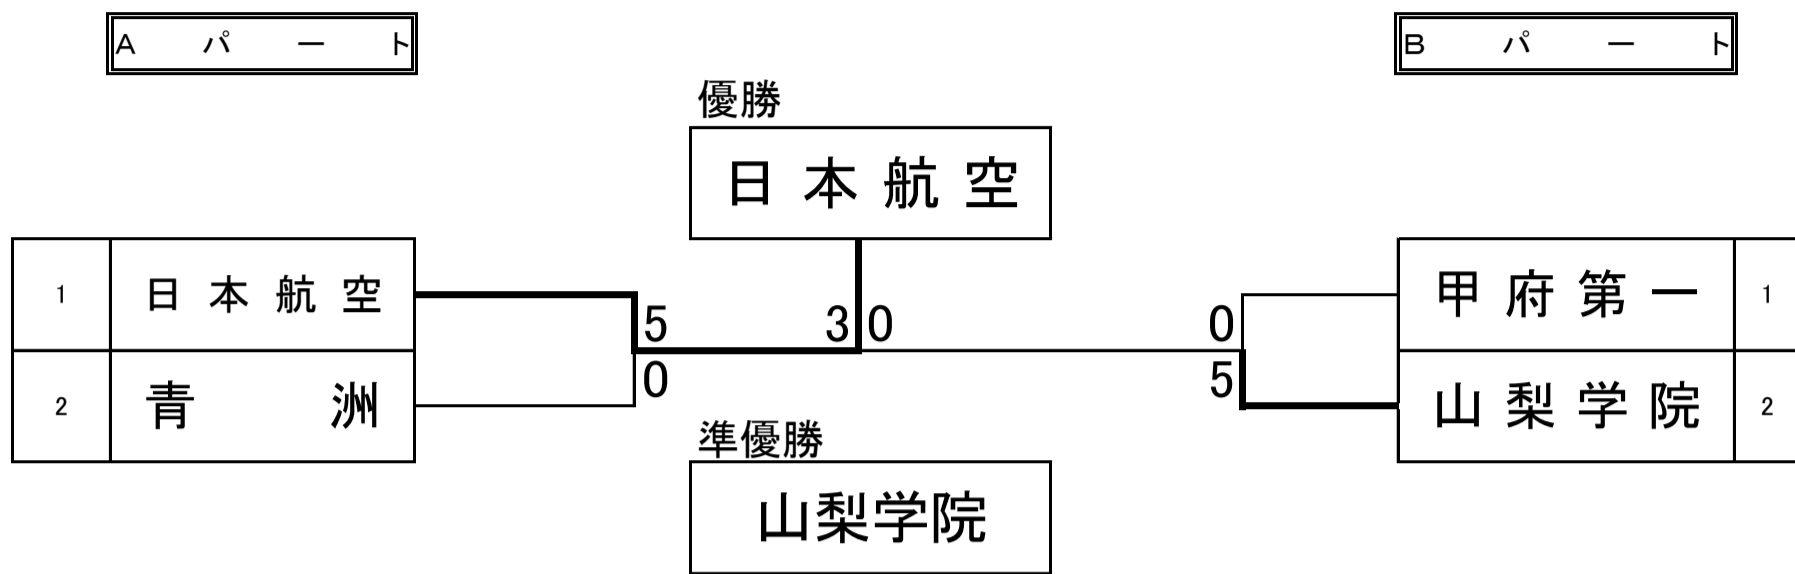 Aパート
Bパート
優勝
日本航空
1 日本航空
2 青洲
5
0
3 0
0
5
甲府第一 1
山梨学院 2
準優勝
山梨学院